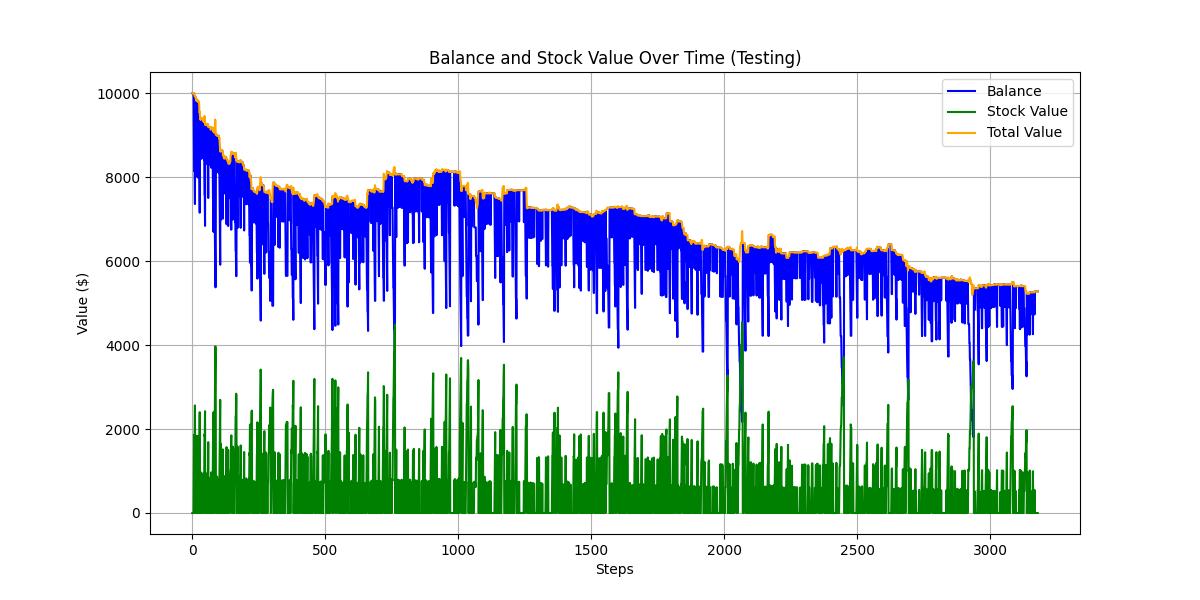 Balance and Stock Value Over Time (Testing)
Balance
Stock Value
Total Value
Value ($)
10000
8000
6000
4000
2000
0
0 500 1000 1500 2000 2500 3000
Steps